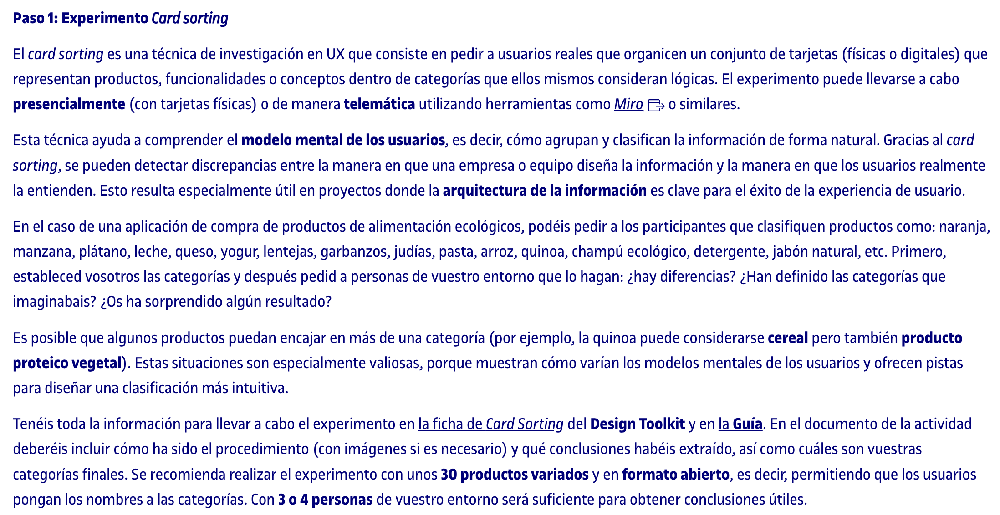 Paso 1: Experimento Card sorting
El card sorting es una técnica de investigación en UX que consiste en pedir a usuarios reales que organicen un conjunto de tarjetas (físicas o digitales) que
representan productos, funcionalidades o conceptos dentro de categorías que ellos mismos consideran lógicas. El experimento puede llevarse a cabo
presencialmente (con tarjetas físicas) o de manera telemática utilizando herramientas como Miro o similares.
Esta técnica ayuda a comprender el modelo mental de los usuarios, es decir, cómo agrupan y clasifican la información de forma natural. Gracias al card
sorting, se pueden detectar discrepancias entre la manera en que una empresa o equipo diseña la información y la manera en que los usuarios realmente
la entienden. Esto resulta especialmente útil en proyectos donde la arquitectura de la información es clave para el éxito de la experiencia de usuario.
En el caso de una aplicación de compra de productos de alimentación ecológicos, podéis pedir a los participantes que clasifiquen productos como: naranja,
manzana, plátano, leche, queso, yogur, lentejas, garbanzos, judías, pasta, arroz, quinoa, champú ecológico, detergente, jabón natural, etc. Primero,
estableced vosotros las categorías y después pedid a personas de vuestro entorno que lo hagan: ¿hay diferencias? ¿Han definido las categorías que
imaginabais? ¿Os ha sorprendido algún resultado?
Es posible que algunos productos puedan encajar en más de una categoría (por ejemplo, la quinoa puede considerarse cereal pero también producto
proteico vegetal). Estas situaciones son especialmente valiosas, porque muestran cómo varían los modelos mentales de los usuarios y ofrecen pistas
para diseñar una clasificación más intuitiva.
Tenéis toda la información para llevar a cabo el experimento en la ficha de Card Sorting del Design Toolkit y en la Guía. En el documento de la actividad
deberéis incluir cómo ha sido el procedimiento (con imágenes si es necesario) y qué conclusiones habéis extraído, así como cuáles son vuestras
categorías finales. Se recomienda realizar el experimento con unos 30 productos variados y en formato abierto, es decir, permitiendo que los usuarios
pongan los nombres a las categorías. Con 3 o 4 personas de vuestro entorno será suficiente para obtener conclusiones útiles.